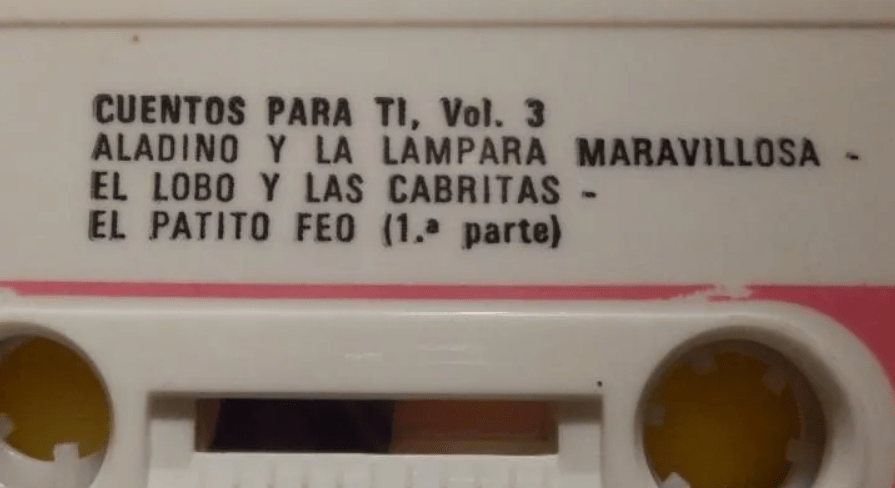 CUENTOS PARA TI, Vol. 3
ALADINO Y LA LAMPARA MARAVILLOSA -
EL LOBO Y LAS CABRITAS -
EL PATITO FEO (1.ª parte)